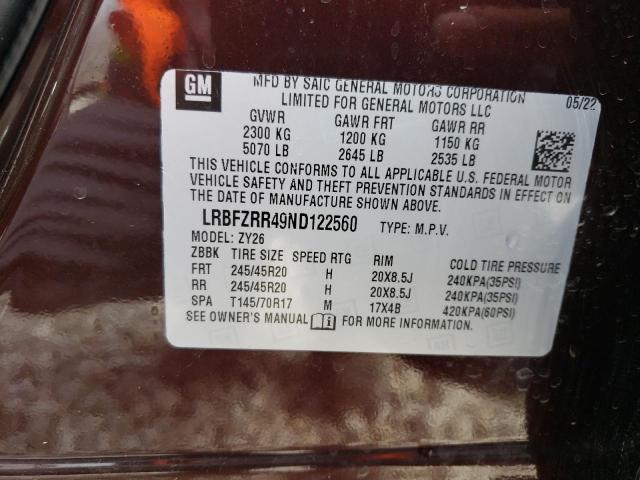 GM
MFD BY SAIC GENERAL MOTORS CORPORATION
LIMITED FOR GENERAL MOTORS LLC
05/22
GVWR GAWR FRT GAWR RR
2300 KG 1200 KG 1150 KG
5070 LB 2645 LB 2535 LB
THIS VEHICLE CONFORMS TO ALL APPLICABLE U.S. FEDERAL MOTOR
VEHICLE SAFETY AND THEFT PREVENTION STANDARDS IN EFFECT ON
THE DATE OF MANUFACTURE SHOWN ABOVE.
LRBFZRR49ND122560 TYPE: M.P.V.
MODEL: ZY26
ZBBK TIRE SIZE SPEED RTG RIM COLD TIRE PRESSURE
FRT 245/45R20 H 20X8.5J 240KPA(35PSI)
RR 245/45R20 H 20X8.5J 240KPA(35PSI)
SPA T145/70R17 M 17X4B 420KPA(60PSI)
SEE OWNER'S MANUAL i FOR MORE INFORMATION.